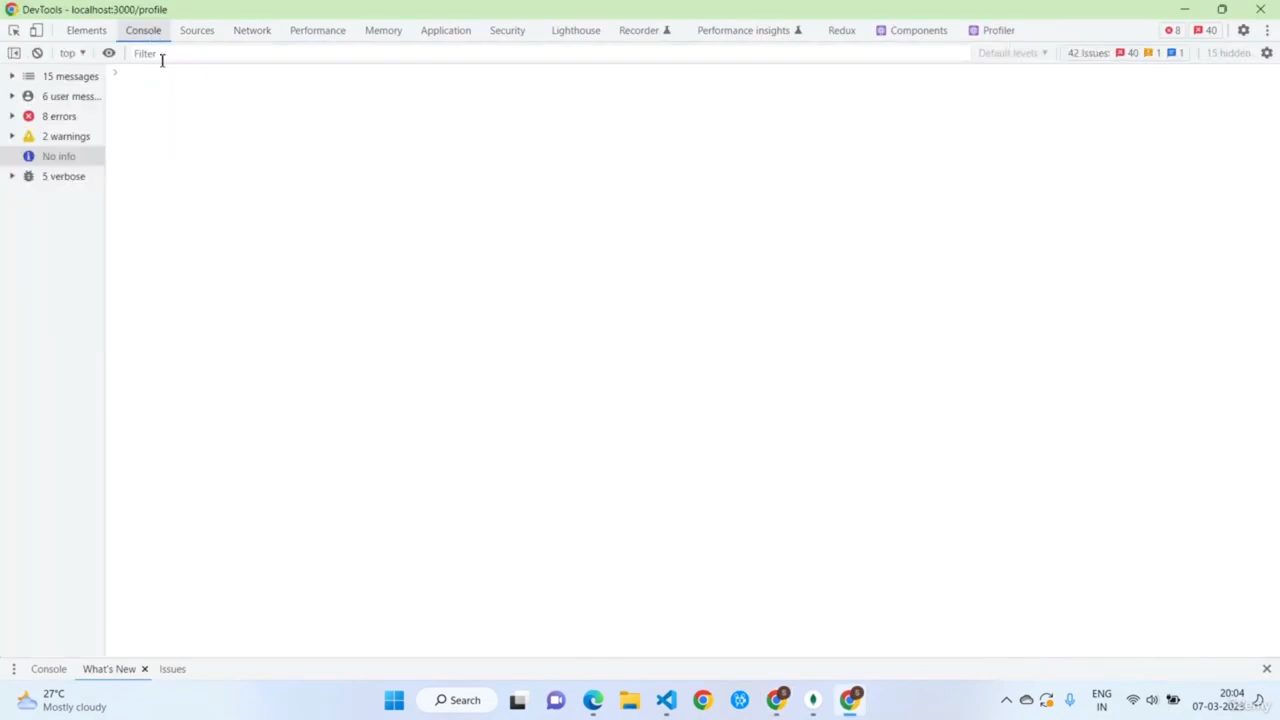 DevTools - localhost:3000/profile
Elements Console Sources Network Performance Memory Application Security Lighthouse Recorder Performance insights Redux Components Profiler 8 40
top Filter Default levels 42 Issues: 40 1 1 15 hidden
15 messages
6 user mess...
8 errors
2 warnings
No info
5 verbose
Console What's New Issues
27°C
Mostly cloudy
Search
ENG
IN
20:04
07-03-2023